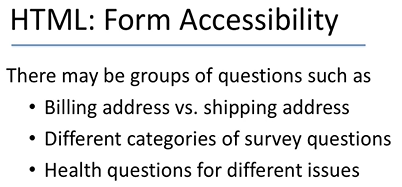 HTML: Form Accessibility
There may be groups of questions such as
• Billing address vs. shipping address
• Different categories of survey questions
• Health questions for different issues